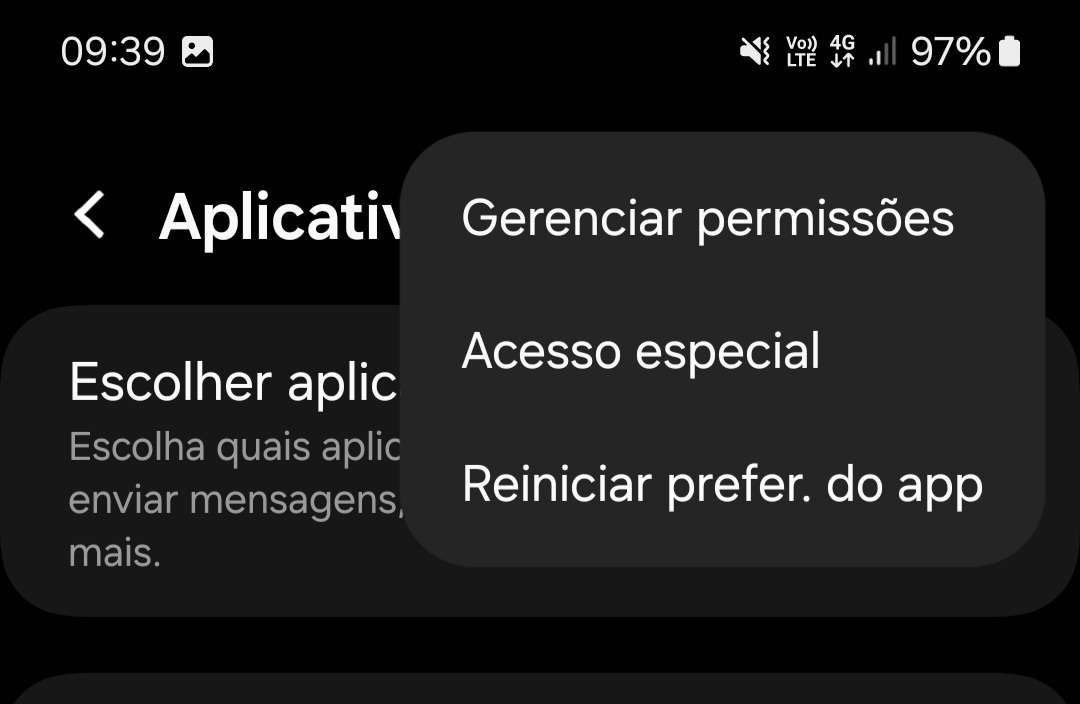 09:39 Vo)) LTE 4G 97%
Aplicativ
Gerenciar permissões
Acesso especial
Reiniciar prefer. do app
Escolher aplic
Escolha quais aplic
enviar mensagens,
mais.